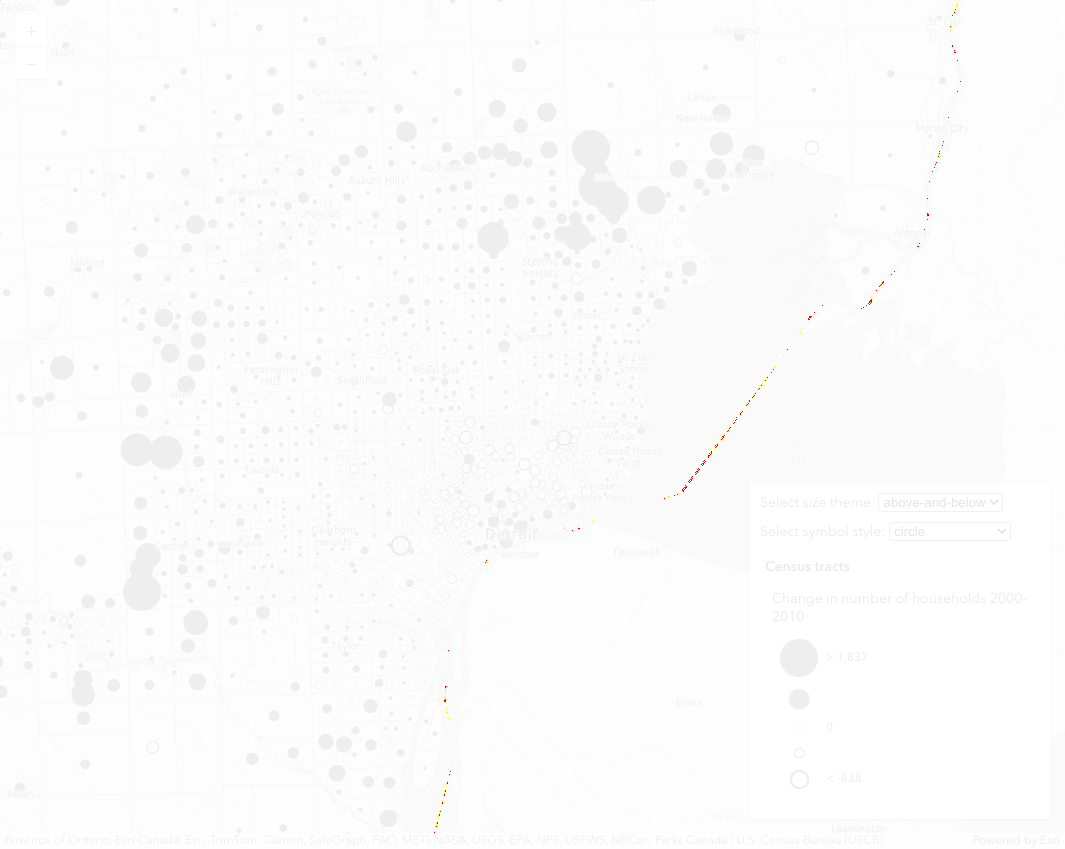 Fenton
Holly
Richmond
Lenox
New Haven
Marine City
Rochester
Auburn Hills
Waterford
Pontiac
Algonac
Milford
Sterling
Heights
Fraser
Warren
St. Clair
Shores
Farmington
Hills
Southfield
Royal Oak
Novi
Grosse Pointe
Woods
Grosse Pointe
Farms
Livonia
Grosse
Pointe Park
Dearborn
Heights
Detroit
Windsor
Tecumseh
Canton
Taylor
Essex
Milan
Leamington
+
–
Select size theme: above-and-below
Select symbol style: circle
Census tracts
Change in number of households 2000-
2010
> 1,837
0
< -838
Province of Ontario, Esri Canada, Esri, TomTom, Garmin, SafeGraph, FAO, METI/NASA, USGS, EPA, NPS, USFWS, NRCan, Parks Canada | U.S. Census Bureau (USCB)
Powered by Esri